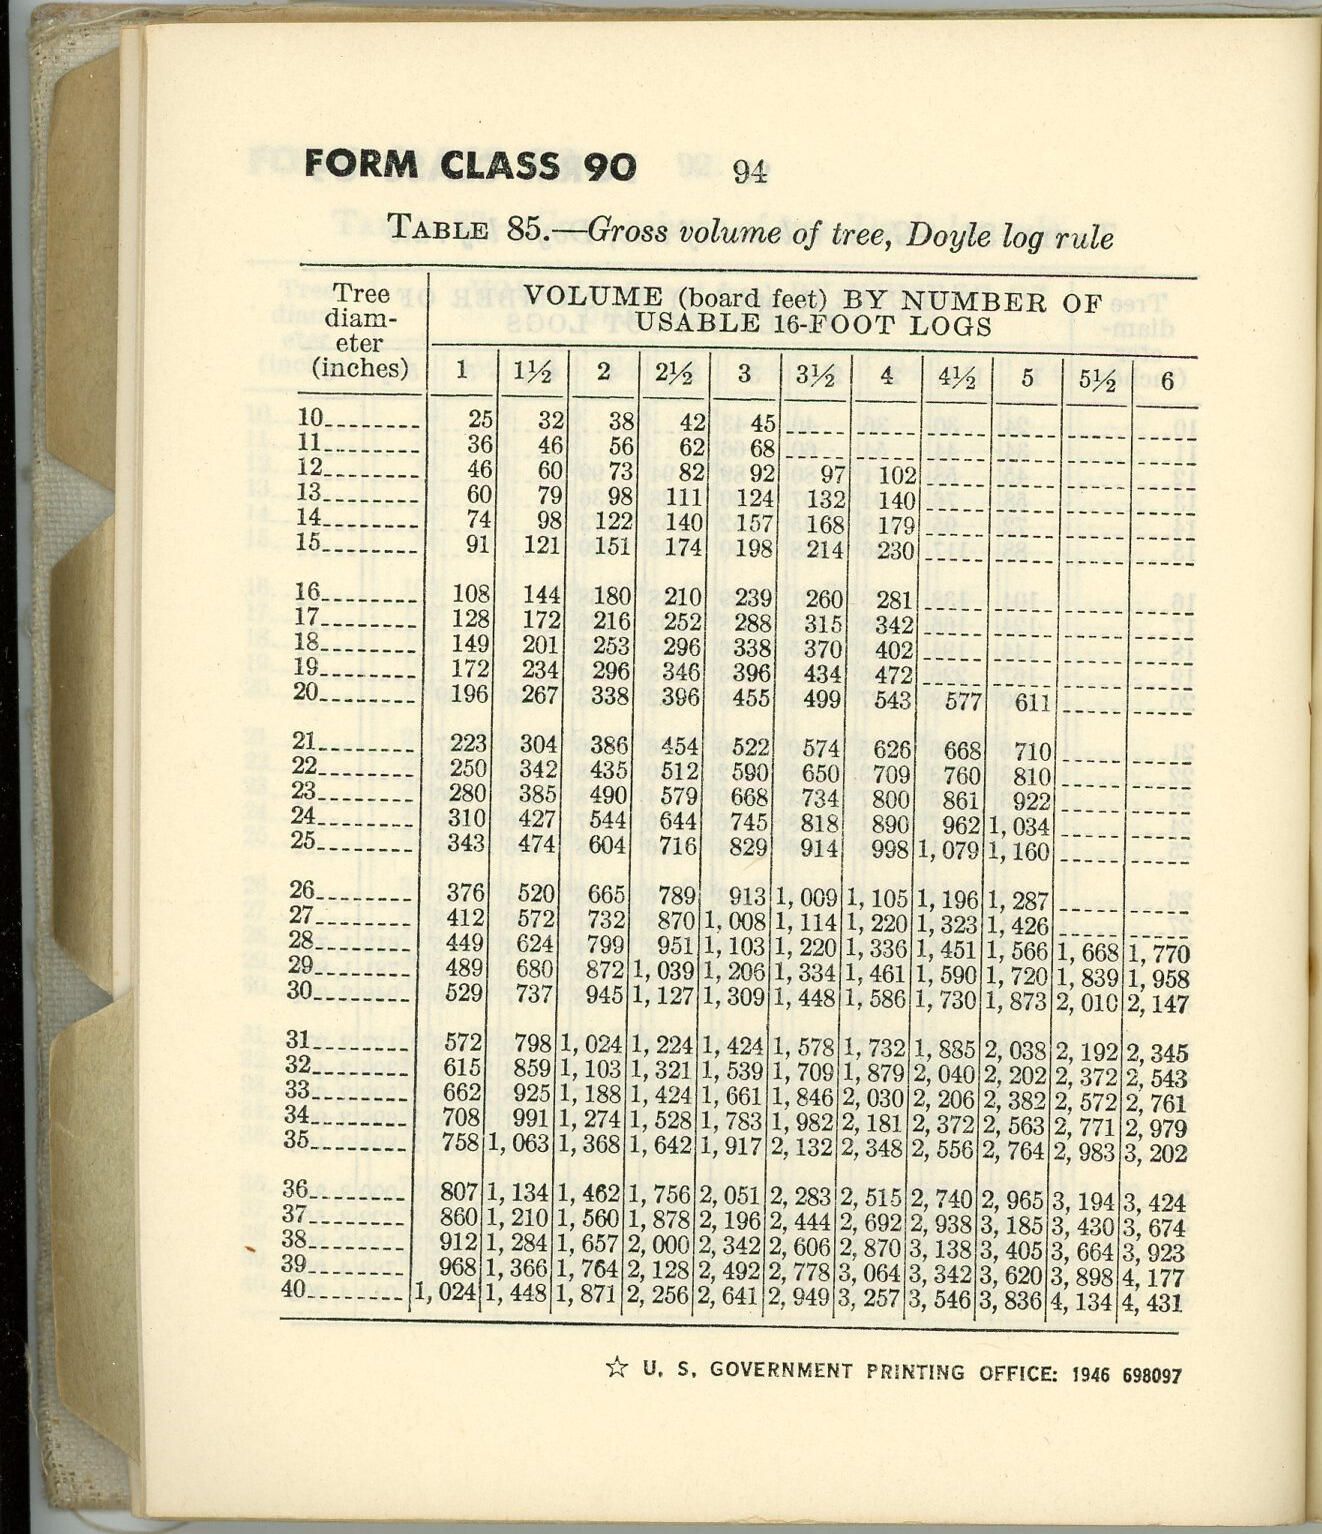 FORM CLASS 90 94
TABLE 85.—Gross volume of tree, Doyle log rule
Tree diam-eter (inches)
VOLUME (board feet) BY NUMBER OF
USABLE 16-FOOT LOGS
1 1½ 2 2½ 3 3½ 4 4½ 5 5½ 6
10 25 32 38 42 45
11 36 46 56 62 68
12 46 60 73 82 92 97 102
13 60 79 98 111 124 132 140
14 74 98 122 140 157 168 179
15 91 121 151 174 198 214 230
16 108 144 180 210 239 260 281
17 128 172 216 252 288 315 342
18 149 201 253 296 338 370 402
19 172 234 296 346 396 434 472
20 196 267 338 396 455 499 543 577 611
21 223 304 386 454 522 574 626 668 710
22 250 342 435 512 590 650 709 760 810
23 280 385 490 579 668 734 800 861 922
24 310 427 544 644 745 818 890 962 1,034
25 343 474 604 716 829 914 998 1,079 1,160
26 376 520 665 789 913 1,009 1,105 1,196 1,287
27 412 572 732 870 1,008 1,114 1,220 1,323 1,426
28 449 624 799 951 1,103 1,220 1,336 1,451 1,566 1,668 1,770
29 489 680 872 1,039 1,206 1,334 1,461 1,590 1,720 1,839 1,958
30 529 737 945 1,127 1,309 1,448 1,586 1,730 1,873 2,010 2,147
31 572 798 1,024 1,224 1,424 1,578 1,732 1,885 2,038 2,192 2,345
32 615 859 1,103 1,321 1,539 1,709 1,879 2,040 2,202 2,372 2,543
33 662 925 1,188 1,424 1,661 1,846 2,030 2,206 2,382 2,572 2,761
34 708 991 1,274 1,528 1,783 1,982 2,181 2,372 2,563 2,771 2,979
35 758 1,063 1,368 1,642 1,917 2,132 2,348 2,556 2,764 2,983 3,202
36 807 1,134 1,462 1,756 2,051 2,283 2,515 2,740 2,965 3,194 3,424
37 860 1,210 1,560 1,878 2,196 2,444 2,692 2,938 3,185 3,430 3,674
38 912 1,284 1,657 2,000 2,342 2,606 2,870 3,138 3,405 3,664 3,923
39 968 1,366 1,764 2,128 2,492 2,778 3,064 3,342 3,620 3,898 4,177
40 1,024 1,448 1,871 2,256 2,641 2,949 3,257 3,546 3,836 4,134 4,431
☆ U. S. GOVERNMENT PRINTING OFFICE: 1946 698097